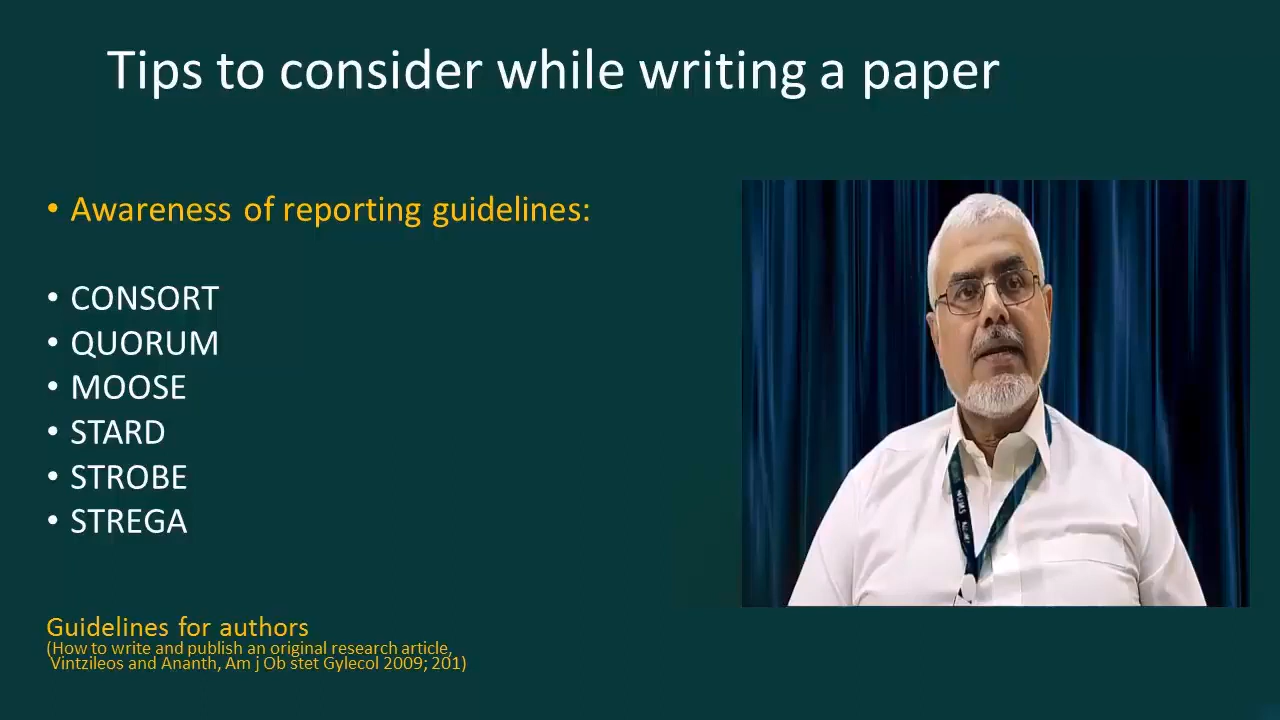 Tips to consider while writing a paper
• Awareness of reporting guidelines:
• CONSORT
• QUORUM
• MOOSE
• STARD
• STROBE
• STREGA
Guidelines for authors
(How to write and publish an original research article,
Vintzileos and Ananth, Am j Ob stet Gylecol 2009; 201)